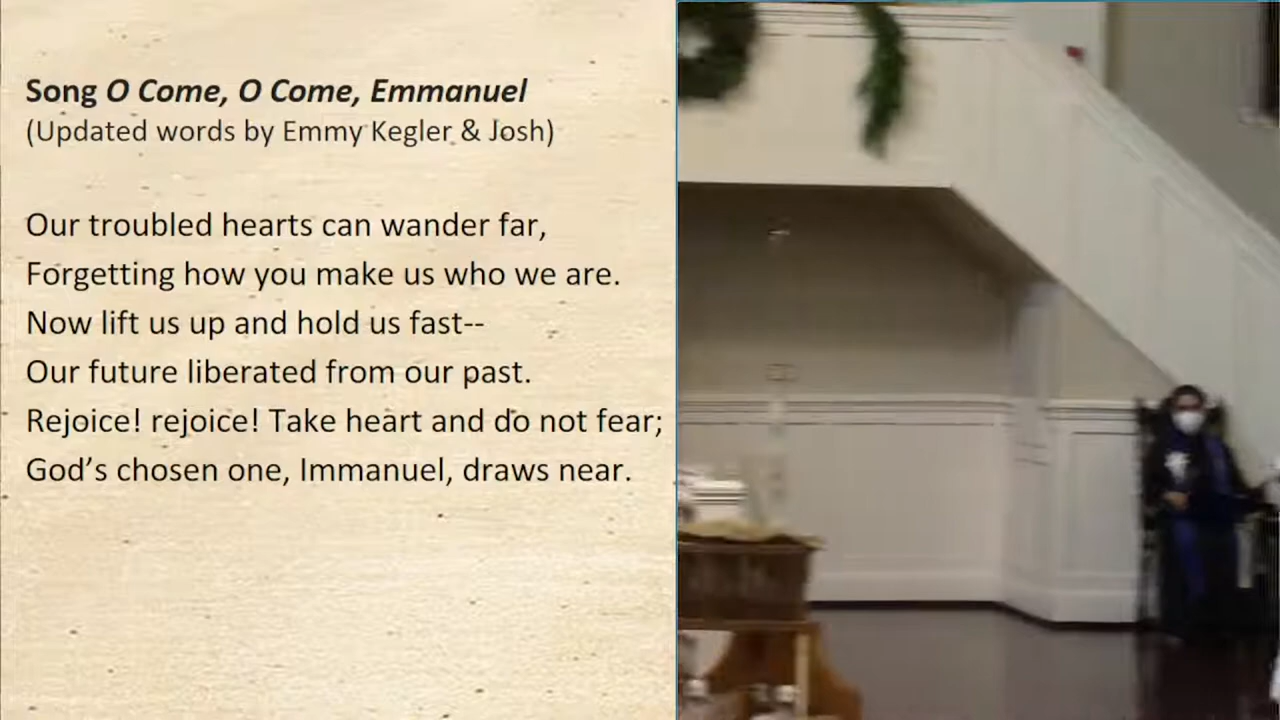 Song O Come, O Come, Emmanuel
(Updated words by Emmy Kegler & Josh)
Our troubled hearts can wander far,
Forgetting how you make us who we are.
Now lift us up and hold us fast--
Our future liberated from our past.
Rejoice! rejoice! Take heart and do not fear;
God’s chosen one, Immanuel, draws near.